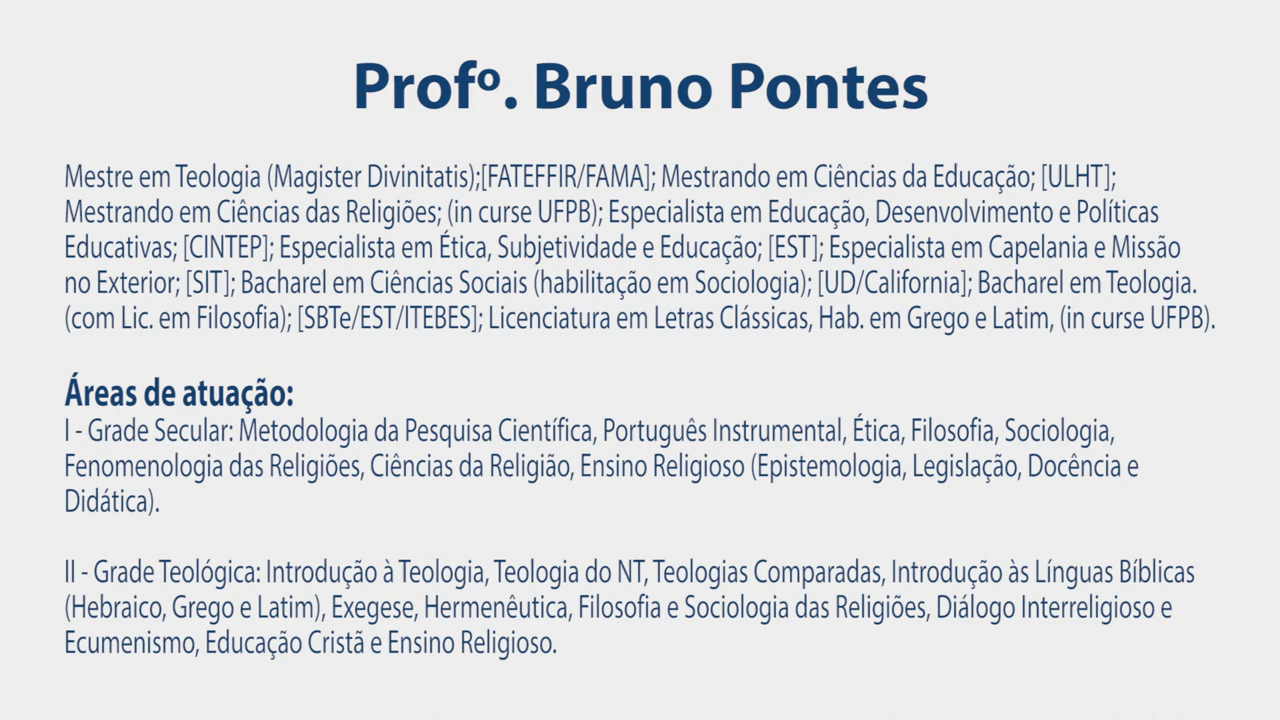 Profº. Bruno Pontes
Mestre em Teologia (Magister Divinitatis);[FATEFFIR/FAMA]; Mestrando em Ciências da Educação; [ULHT];
Mestrando em Ciências das Religiões; (in curse UFPB); Especialista em Educação, Desenvolvimento e Políticas
Educativas; [CINTEP]; Especialista em Ética, Subjetividade e Educação; [EST]; Especialista em Capelania e Missão
no Exterior; [SIT]; Bacharel em Ciências Sociais (habilitação em Sociologia); [UD/California]; Bacharel em Teologia.
(com Lic. em Filosofia); [SBTe/EST/ITEBES]; Licenciatura em Letras Clássicas, Hab. em Grego e Latim, (in curse UFPB).
Áreas de atuação:
I - Grade Secular: Metodologia da Pesquisa Científica, Português Instrumental, Ética, Filosofia, Sociologia,
Fenomenologia das Religiões, Ciências da Religião, Ensino Religioso (Epistemologia, Legislação, Docência e
Didática).
II - Grade Teológica: Introdução à Teologia, Teologia do NT, Teologias Comparadas, Introdução às Línguas Bíblicas
(Hebraico, Grego e Latim), Exegese, Hermenêutica, Filosofia e Sociologia das Religiões, Diálogo Interreligioso e
Ecumenismo, Educação Cristã e Ensino Religioso.